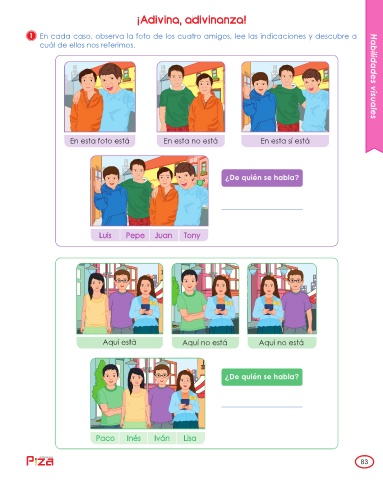 ¡Adivina, adivinanza!
1 En cada caso, observa la foto de los cuatro amigos, lee las indicaciones y descubre a
cuál de ellos nos referimos.
Habilidades visuales
En esta foto está
En esta no está
En esta sí está
¿De quién se habla?
Luis Pepe Juan Tony
Aquí está
Aquí no está
Aquí no está
¿De quién se habla?
Paco Inés Iván Lisa
Piza
83